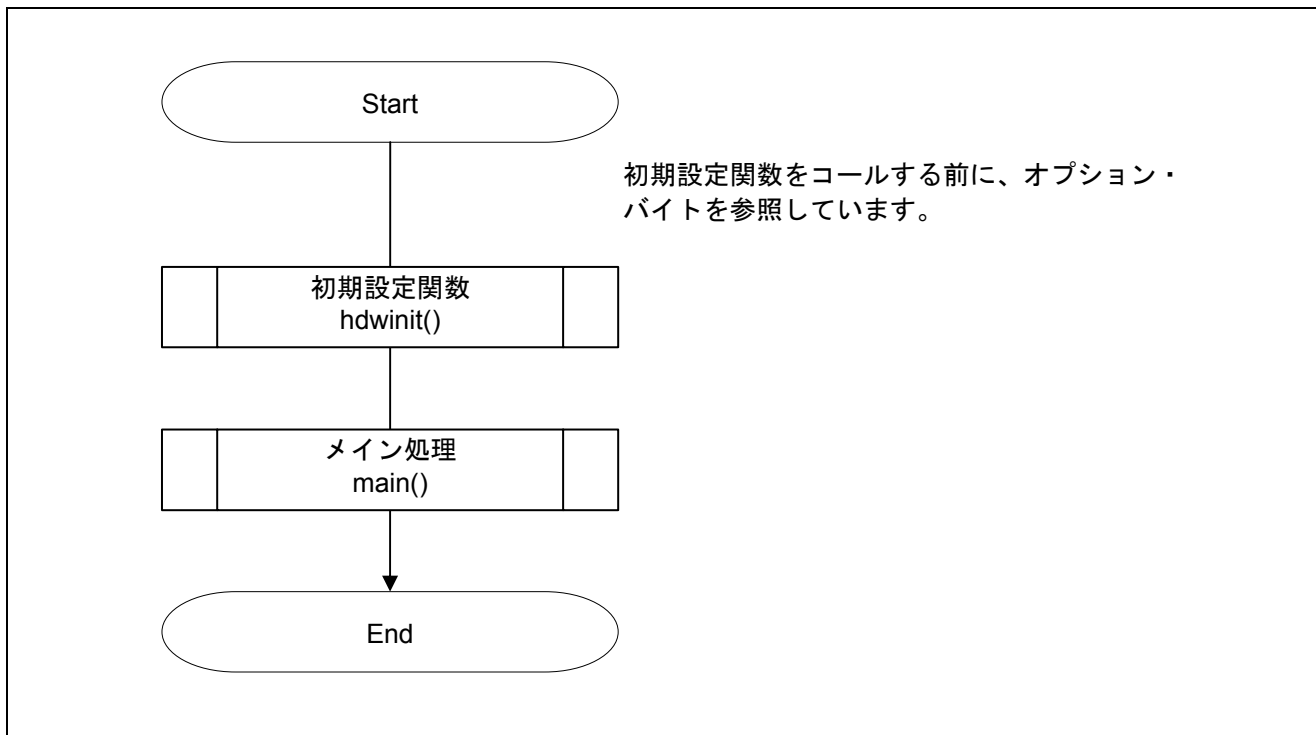 Start
初期設定関数をコールする前に、オプション・
バイトを参照しています。
初期設定関数
hdwinit()
メイン処理
main()
End